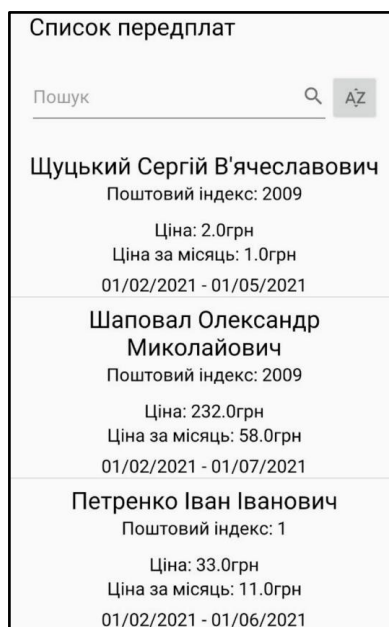 Список передплат
Пошук
AZ
Щуцький Сергій В'ячеславович
Поштовий індекс: 2009
Ціна: 2.0грн
Ціна за місяць: 1.0грн
01/02/2021 - 01/05/2021
Шаповал Олександр
Миколайович
Поштовий індекс: 2009
Ціна: 232.0грн
Ціна за місяць: 58.0грн
01/02/2021 - 01/07/2021
Петренко Іван Іванович
Поштовий індекс: 1
Ціна: 33.0грн
Ціна за місяць: 11.0грн
01/02/2021 - 01/06/2021